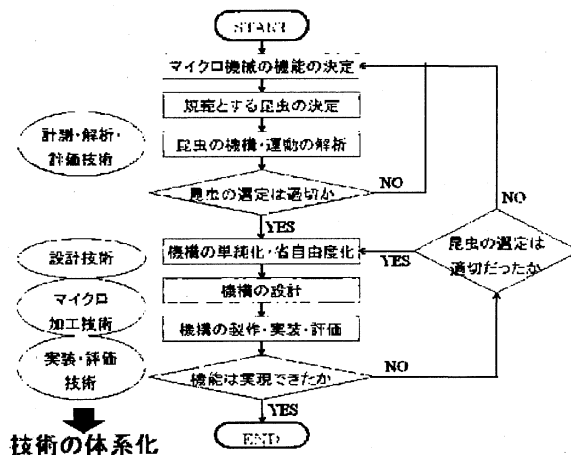 START
マイクロ機械の機能の決定
規範とする昆虫の決定
計測・解析・
評価技術
昆虫の機構・運動の解析
昆虫の選定は適切か
NO
YES
NO
昆虫の選定は
適切だったか
YES
設計技術
機構の単純化・省自由度化
機構の設計
マイクロ
加工技術
機構の製作・実装・評価
実装・評価
技術
機能は実現できたか
NO
YES
END
技術の体系化